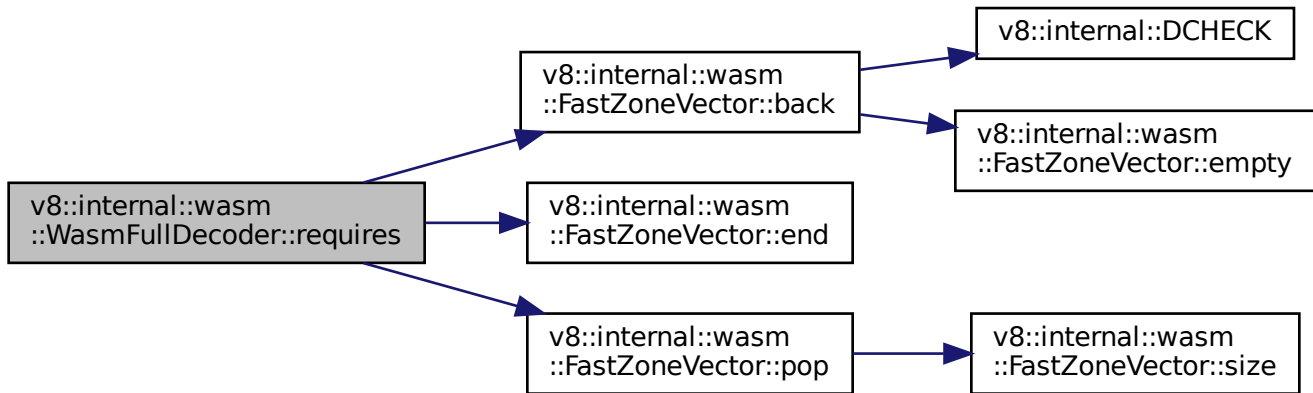 v8::internal::wasm
::WasmFullDecoder::requires
v8::internal::wasm
::FastZoneVector::back
v8::internal::DCHECK
v8::internal::wasm
::FastZoneVector::empty
v8::internal::wasm
::FastZoneVector::end
v8::internal::wasm
::FastZoneVector::pop
v8::internal::wasm
::FastZoneVector::size